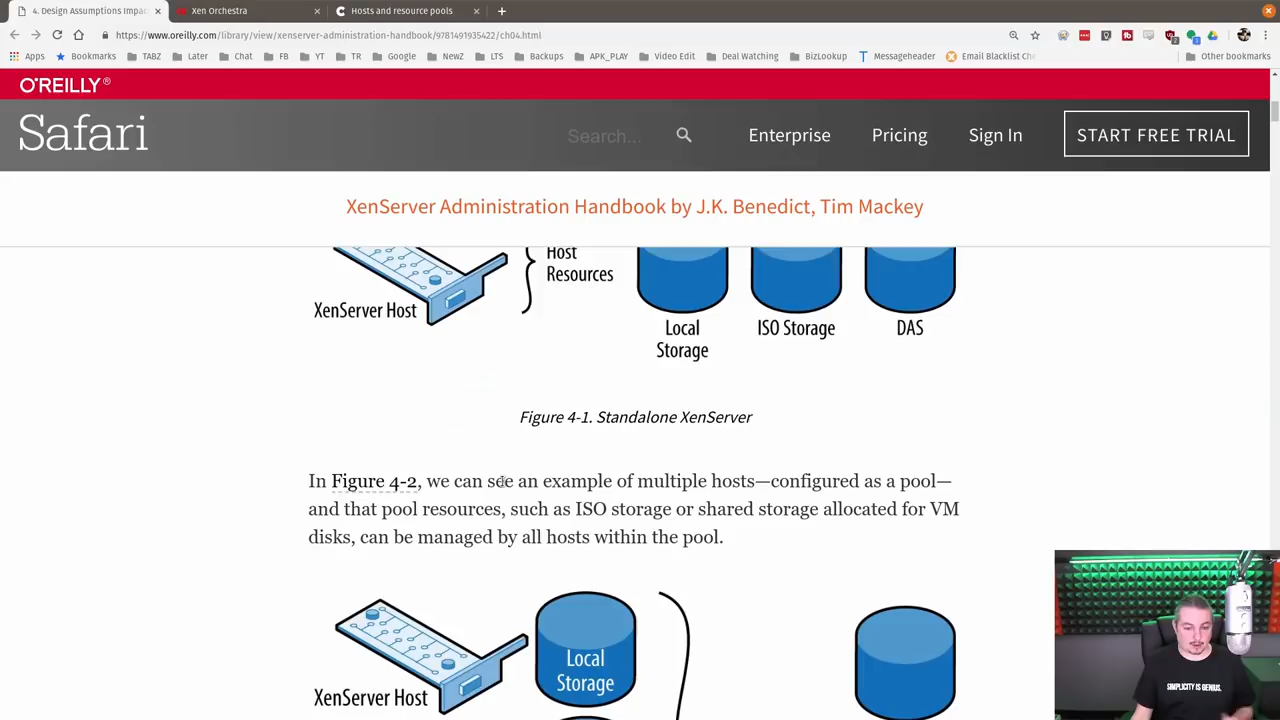 4. Design Assumptions Impac
Xen Orchestra
Hosts and resource pools
https://www.oreilly.com/library/view/xenserver-administration-handbook/9781491935422/ch04.html
Apps Bookmarks TABZ Later Chat FB YT TR Google NewZ LTS Backups APK_PLAY Video Edit Deal Watching BizLookup Messageheader Email Blacklist Che Other bookmarks
O'REILLY®
Safari
Search... Enterprise Pricing Sign In START FREE TRIAL
XenServer Administration Handbook by J.K. Benedict, Tim Mackey
Host
Resources
XenServer Host
Local
Storage
ISO Storage
DAS
Figure 4-1. Standalone XenServer
In Figure 4-2, we can see an example of multiple hosts—configured as a pool—
and that pool resources, such as ISO storage or shared storage allocated for VM
disks, can be managed by all hosts within the pool.
XenServer Host
Local
Storage
SIMPLICITY IS GENIUS.